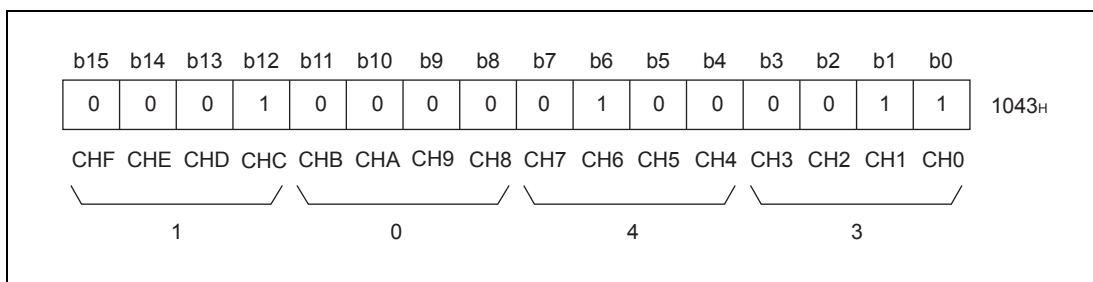 b15 b14 b13 b12 b11 b10 b9 b8 b7 b6 b5 b4 b3 b2 b1 b0
0 0 0 1 0 0 0 0 0 1 0 0 0 0 1 1 1043H
CHF CHE CHD CHC CHB CHA CH9 CH8 CH7 CH6 CH5 CH4 CH3 CH2 CH1 CH0
1 0 4 3